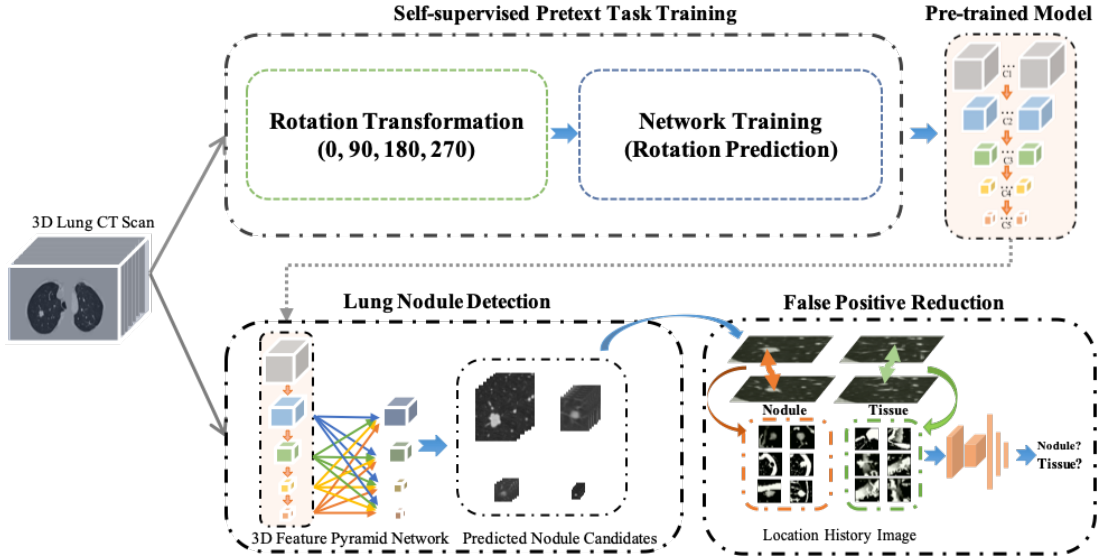 Self-supervised Pretext Task Training
Pre-trained Model
Rotation Transformation
(0, 90, 180, 270)
Network Training
(Rotation Prediction)
C1
C2
C3
C4
C5
3D Lung CT Scan
Lung Nodule Detection
False Positive Reduction
Nodule
Tissue
Nodule?
Tissue?
3D Feature Pyramid Network
Predicted Nodule Candidates
Location History Image